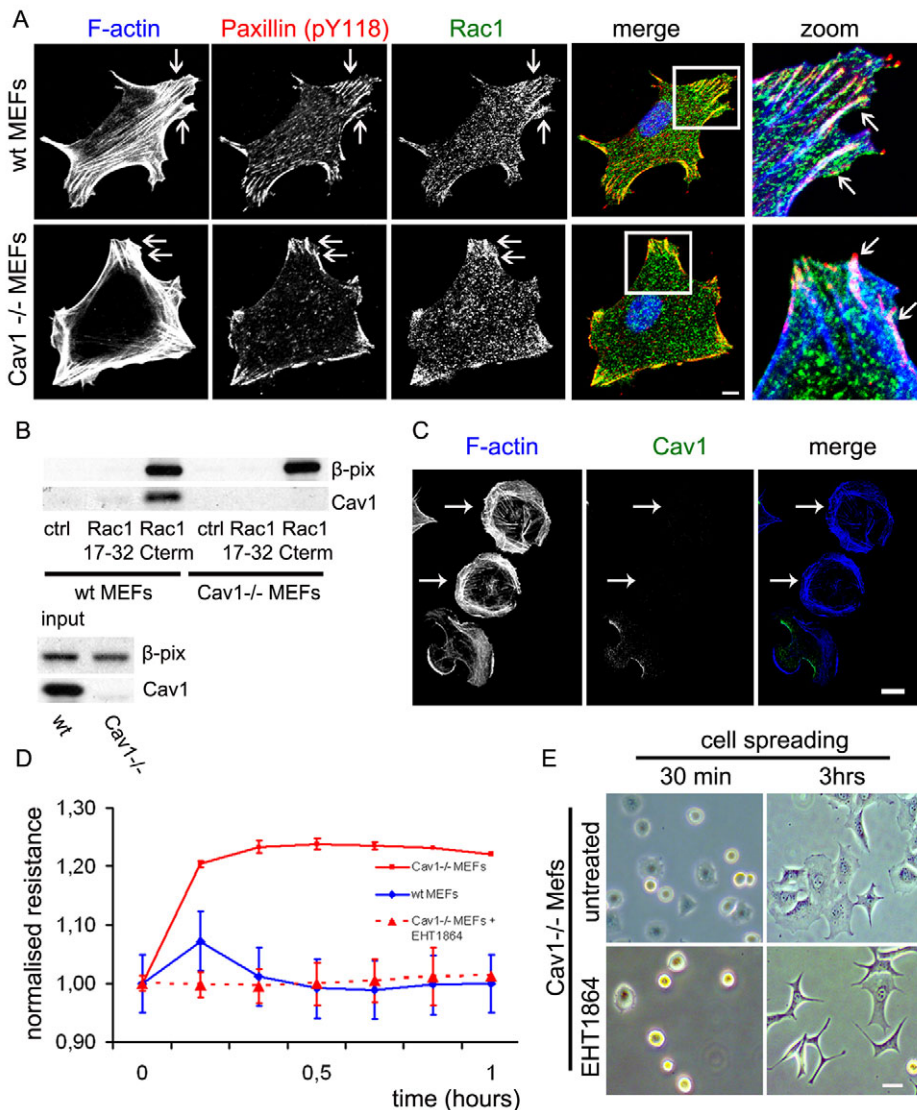 A
F-actin
Paxillin (pY118)
Rac1
merge
zoom
wt MEFs
Cav1 -/- MEFs
B
β-pix
Cav1
ctrl Rac1 Rac1 ctrl Rac1 Rac1
17-32 Cterm 17-32 Cterm
wt MEFs Cav1-/- MEFs
input
β-pix
Cav1
wt
Cav1-/-
C
F-actin
Cav1
merge
D
1,30
1,20
1,10
1,00
0,90
normalised resistance
0
0,5
1
time (hours)
Cav1-/- MEFs
wt MEFs
Cav1-/- MEFs +
EHT1864
E
cell spreading
30 min
3hrs
Cav1-/- Mefs
untreated
EHT1864